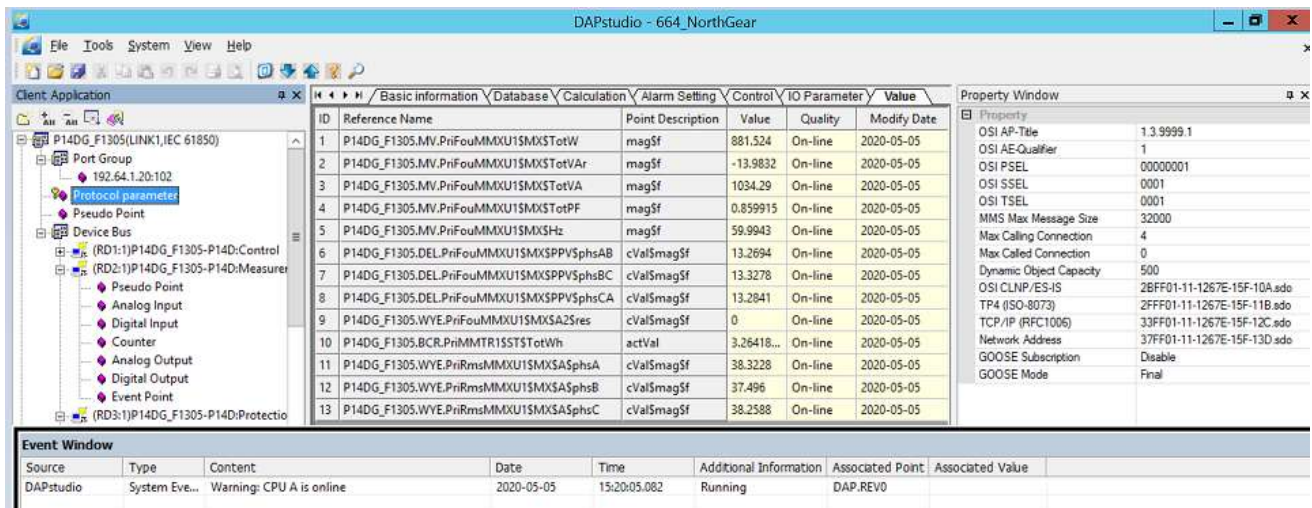 DAPstudio - 664_NorthGear
File Tools System View Help
Client Application
P14DG_F1305(LINK1,IEC 61850)
Port Group
192.64.1.20:102
Protocol parameter
Pseudo Point
Device Bus
(RD1:1)P14DG_F1305-P14D:Control
(RD2:1)P14DG_F1305-P14D:Measurer
Pseudo Point
Analog Input
Digital Input
Counter
Analog Output
Digital Output
Event Point
(RD3:1)P14DG_F1305-P14D:Protectio
Basic information Database Calculation Alarm Setting Control IO Parameter Value
ID Reference Name Point Description Value Quality Modify Date
1 P14DG_F1305.MV.PriFouMMXU1$MX$TotW mag$f 881.524 On-line 2020-05-05
2 P14DG_F1305.MV.PriFouMMXU1$MX$TotVAr mag$f -13.9832 On-line 2020-05-05
3 P14DG_F1305.MV.PriFouMMXU1$MX$TotVA mag$f 1034.29 On-line 2020-05-05
4 P14DG_F1305.MV.PriFouMMXU1$MX$TotPF mag$f 0.859915 On-line 2020-05-05
5 P14DG_F1305.MV.PriFouMMXU1$MX$Hz mag$f 59.9943 On-line 2020-05-05
6 P14DG_F1305.DEL.PriFouMMXU1$MX$PPV$phsAB cVal$mag$f 13.2694 On-line 2020-05-05
7 P14DG_F1305.DEL.PriFouMMXU1$MX$PPV$phsBC cVal$mag$f 13.3278 On-line 2020-05-05
8 P14DG_F1305.DEL.PriFouMMXU1$MX$PPV$phsCA cVal$mag$f 13.2841 On-line 2020-05-05
9 P14DG_F1305.WYE.PriFouMMXU1$MX$A2$res cVal$mag$f 0 On-line 2020-05-05
10 P14DG_F1305.BCR.PriMMTR1$ST$TotWh actVal 3.26418... On-line 2020-05-05
11 P14DG_F1305.WYE.PriRmsMMXU1$MX$A$phsA cVal$mag$f 38.3228 On-line 2020-05-05
12 P14DG_F1305.WYE.PriRmsMMXU1$MX$A$phsB cVal$mag$f 37.496 On-line 2020-05-05
13 P14DG_F1305.WYE.PriRmsMMXU1$MX$A$phsC cVal$mag$f 38.2588 On-line 2020-05-05
Property Window
Property
OSI AP-Title 1.3.9999.1
OSI AE-Qualifier 1
OSI PSEL 00000001
OSI SSEL 0001
OSI TSEL 0001
MMS Max Message Size 32000
Max Calling Connection 4
Max Called Connection 0
Dynamic Object Capacity 500
OSI CLNP/ES-IS 2BFF01-11-1267E-15F-10A.sdo
TP4 (ISO-8073) 2FFF01-11-1267E-15F-11B.sdo
TCP/IP (RFC1006) 33FF01-11-1267E-15F-12C.sdo
Network Address 37FF01-11-1267E-15F-13D.sdo
GOOSE Subscription Disable
GOOSE Mode Final
Event Window
Source Type Content Date Time Additional Information Associated Point Associated Value
DAPstudio System Eve... Warning: CPU A is online 2020-05-05 15:20:05.082 Running DAP.REV0